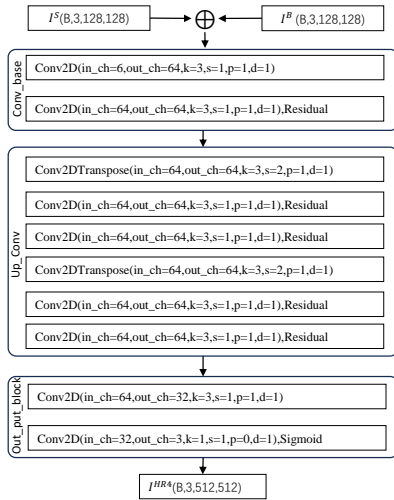 I^S(B,3,128,128) ⊕ I^B (B,3,128,128)
Conv_base
Conv2D(in_ch=6,out_ch=64,k=3,s=1,p=1,d=1)
Conv2D(in_ch=64,out_ch=64,k=3,s=1,p=1,d=1),Residual
Up_Conv
Conv2DTranspose(in_ch=64,out_ch=64,k=3,s=2,p=1,d=1)
Conv2D(in_ch=64,out_ch=64,k=3,s=1,p=1,d=1),Residual
Conv2D(in_ch=64,out_ch=64,k=3,s=1,p=1,d=1),Residual
Conv2DTranspose(in_ch=64,out_ch=64,k=3,s=2,p=1,d=1)
Conv2D(in_ch=64,out_ch=64,k=3,s=1,p=1,d=1),Residual
Conv2D(in_ch=64,out_ch=64,k=3,s=1,p=1,d=1),Residual
Out_put_block
Conv2D(in_ch=64,out_ch=32,k=3,s=1,p=1,d=1)
Conv2D(in_ch=32,out_ch=3,k=1,s=1,p=0,d=1),Sigmoid
I^HR4(B,3,512,512)